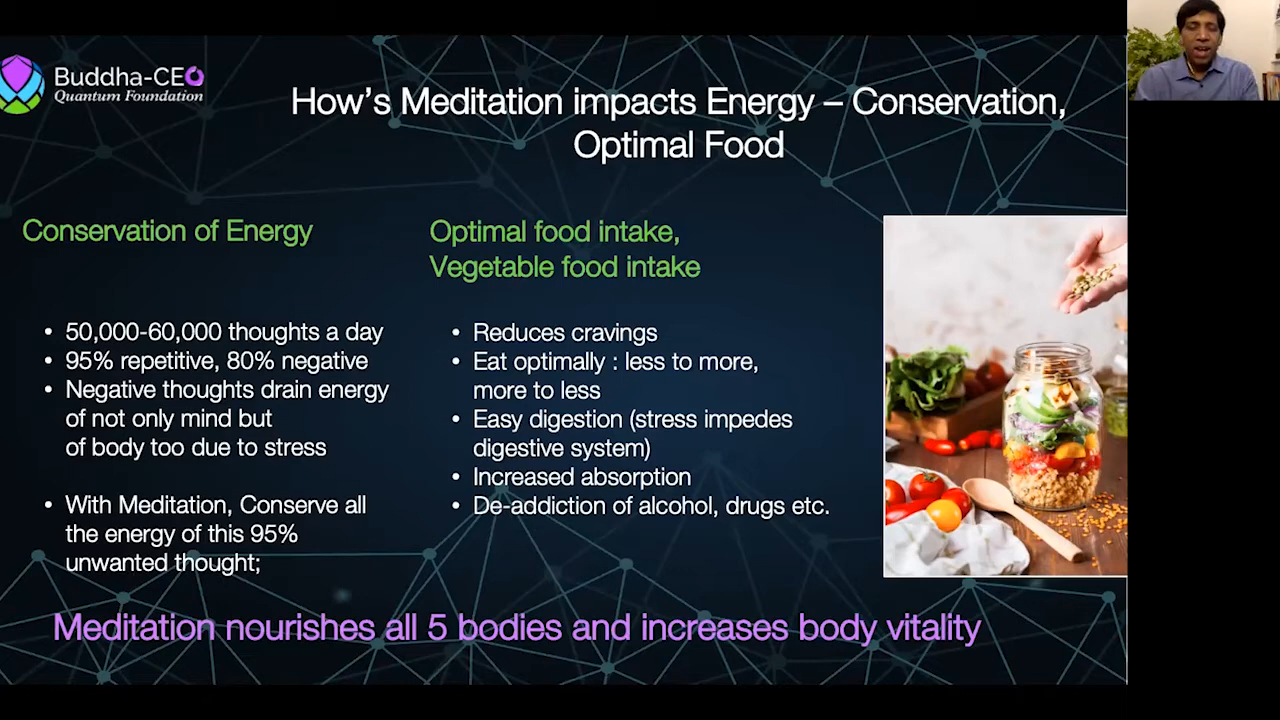 Buddha-CEO
Quantum Foundation
How's Meditation impacts Energy – Conservation,
Optimal Food
Conservation of Energy
• 50,000-60,000 thoughts a day
• 95% repetitive, 80% negative
• Negative thoughts drain energy
of not only mind but
of body too due to stress
• With Meditation, Conserve all
the energy of this 95%
unwanted thought;
Optimal food intake,
Vegetable food intake
• Reduces cravings
• Eat optimally : less to more,
more to less
• Easy digestion (stress impedes
digestive system)
• Increased absorption
• De-addiction of alcohol, drugs etc.
Meditation nourishes all 5 bodies and increases body vitality